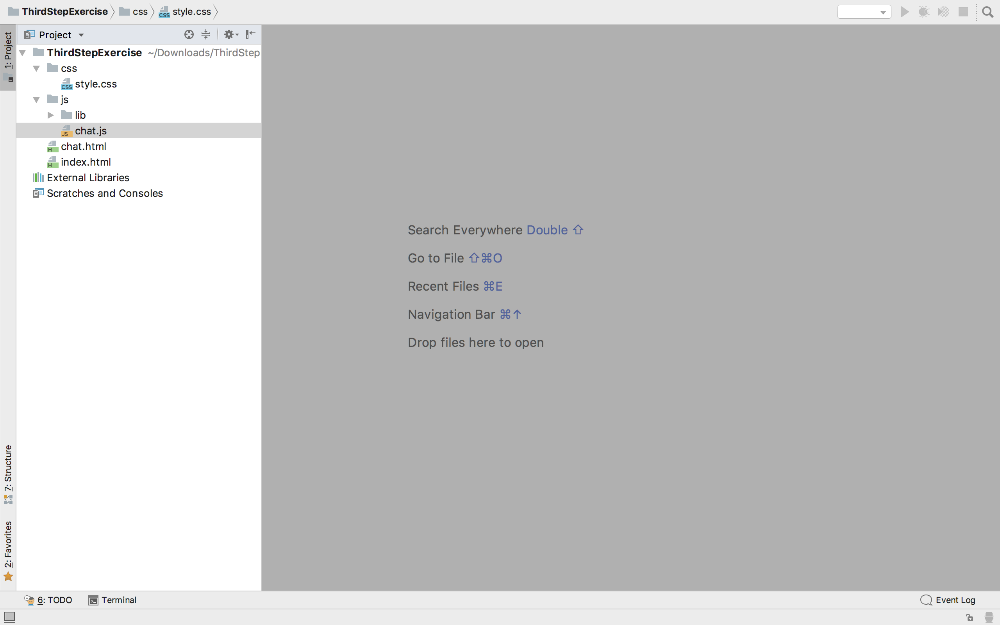 ThirdStepExercise css style.css
1: Project
Project
ThirdStepExercise ~/Downloads/ThirdStep
css
CSS style.css
js
lib
JS chat.js
H chat.html
H index.html
External Libraries
Scratches and Consoles
Search Everywhere Double ⇧
Go to File ⇧⌘O
Recent Files ⌘E
Navigation Bar ⌘↑
Drop files here to open
7: Structure
2: Favorites
6: TODO Terminal Event Log